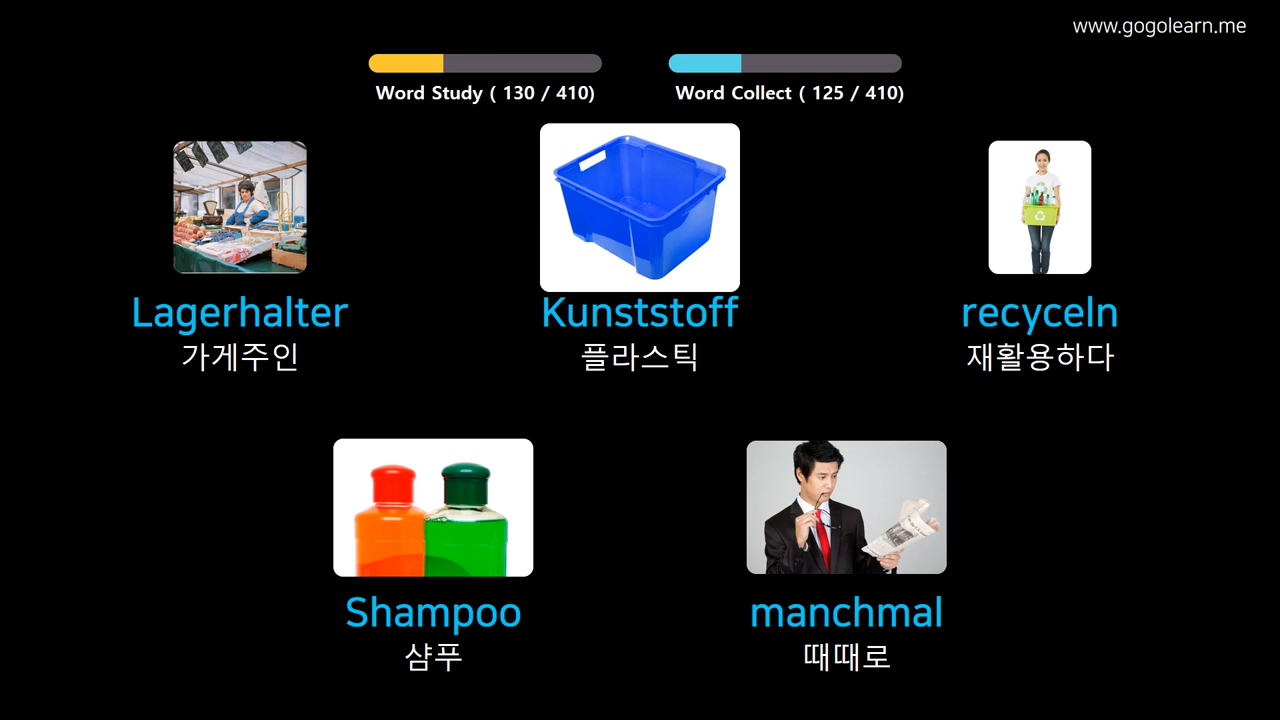 www.gogolearn.me
Word Study ( 130 / 410)
Word Collect ( 125 / 410)
Lagerhalter
가게주인
Kunststoff
플라스틱
recyceln
재활용하다
Shampoo
샴푸
manchmal
때때로